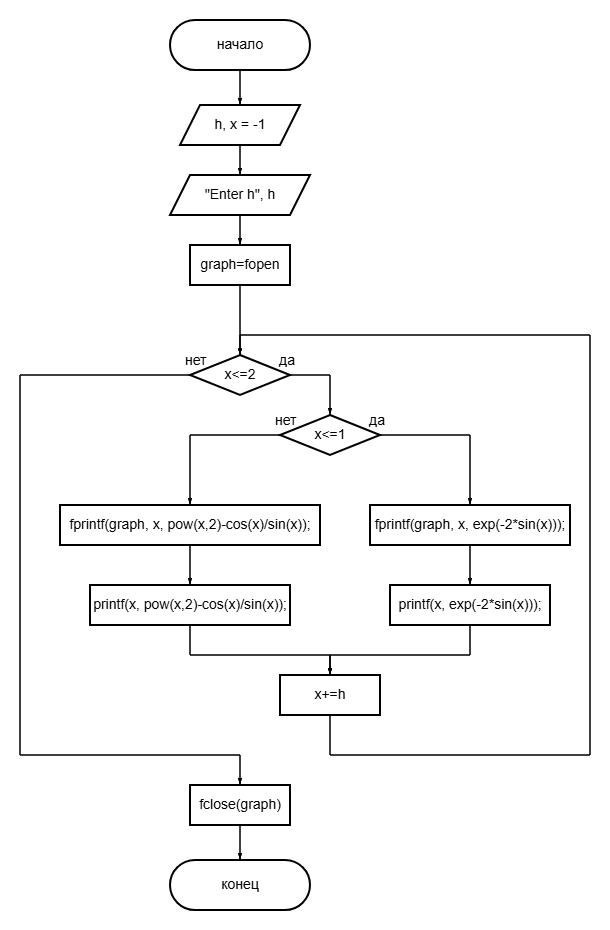 начало
h, x = -1
"Enter h", h
graph=fopen
нет
да
x<=2
нет
да
x<=1
fprintf(graph, x, pow(x,2)-cos(x)/sin(x));
fprintf(graph, x, exp(-2*sin(x)));
printf(x, pow(x,2)-cos(x)/sin(x));
printf(x, exp(-2*sin(x)));
x+=h
fclose(graph)
конец